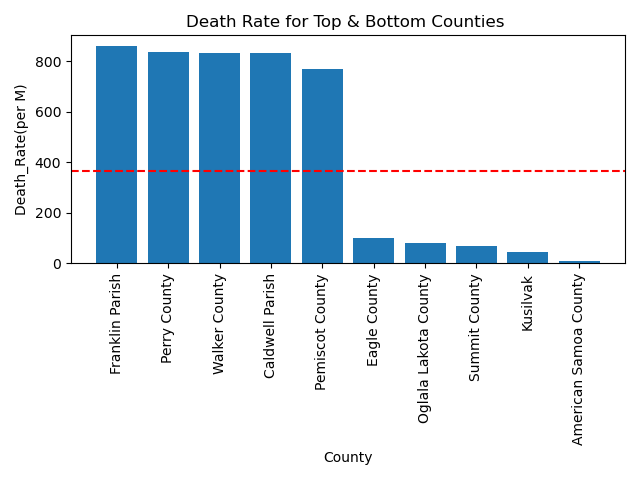 Death Rate for Top & Bottom Counties
Death_Rate(per M)
800
600
400
200
0
Franklin Parish
Perry County
Walker County
Caldwell Parish
Pemiscot County
Eagle County
Oglala Lakota County
Summit County
Kusilvak
American Samoa County
County